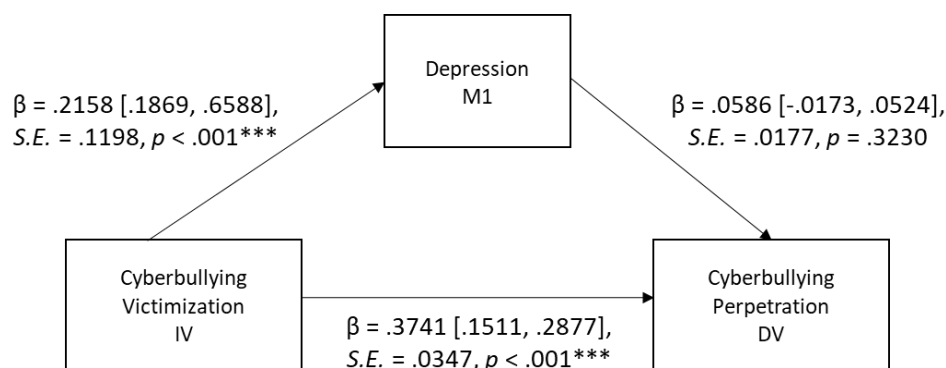 Depression
M1
β = .2158 [.1869, .6588],
S.E. = .1198, p < .001***
β = .0586 [-.0173, .0524],
S.E. = .0177, p = .3230
Cyberbullying
Victimization
IV
Cyberbullying
Perpetration
DV
β = .3741 [.1511, .2877],
S.E. = .0347, p < .001***